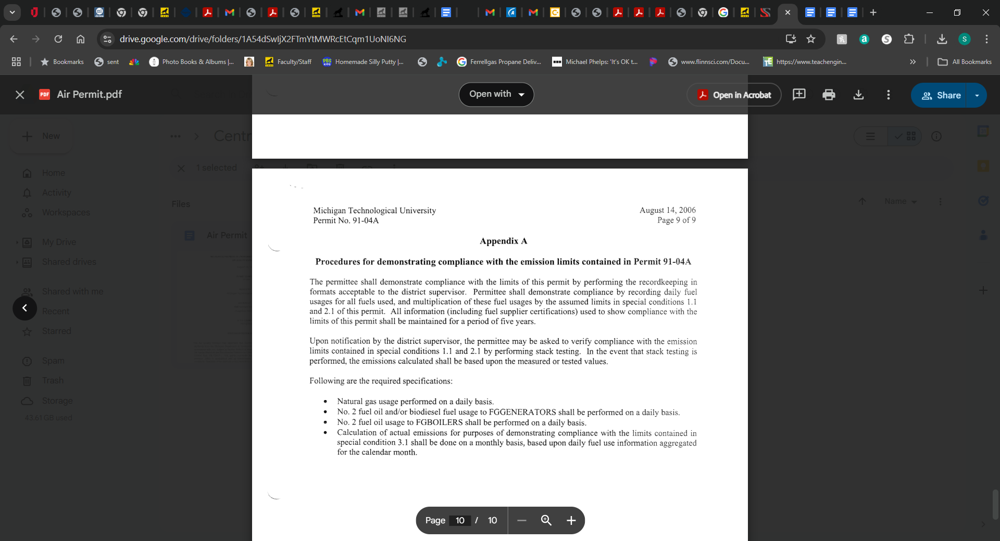 drive.google.com/drive/folders/1A54dSwIjX2FTmYtMWRcEtCqm1UoNI6NG
S
Bookmarks
sent
Photo Books & Albums |...
Faculty/Staff
Homemade Silly Putty |...
Ferrellgas Propane Deliv...
Michael Phelps: 'It's OK t...
www.flinnsci.com/Docu...
https://www.teachengin...
All Bookmarks
PDF
Air Permit.pdf
Open with
Open in Acrobat
Share
New
Centr
1 selected
Home
Activity
Workspaces
Files
Name
Air Permit
My Drive
Shared drives
Shared with me
Recent
Starred
Spam
Trash
Storage
43.61 GB used
Michigan Technological University
August 14, 2006
Permit No. 91-04A
Page 9 of 9
Appendix A
Procedures for demonstrating compliance with the emission limits contained in Permit 91-04A
The permittee shall demonstrate compliance with the limits of this permit by performing the recordkeeping in
formats acceptable to the district supervisor. Permittee shall demonstrate compliance by recording daily fuel
usages for all fuels used, and multiplication of these fuel usages by the assumed limits in special conditions 1.1
and 2.1 of this permit. All information (including fuel supplier certifications) used to show compliance with the
limits of this permit shall be maintained for a period of five years.
Upon notification by the district supervisor, the permittee may be asked to verify compliance with the emission
limits contained in special conditions 1.1 and 2.1 by performing stack testing. In the event that stack testing is
performed, the emissions calculated shall be based upon the measured or tested values.
Following are the required specifications:
• Natural gas usage performed on a daily basis.
• No. 2 fuel oil and/or biodiesel fuel usage to FGGENERATORS shall be performed on a daily basis.
• No. 2 fuel oil usage to FGBOILERS shall be performed on a daily basis.
• Calculation of actual emissions for purposes of demonstrating compliance with the limits contained in
special condition 3.1 shall be done on a monthly basis, based upon daily fuel use information aggregated
for the calendar month.
Page 10 / 10